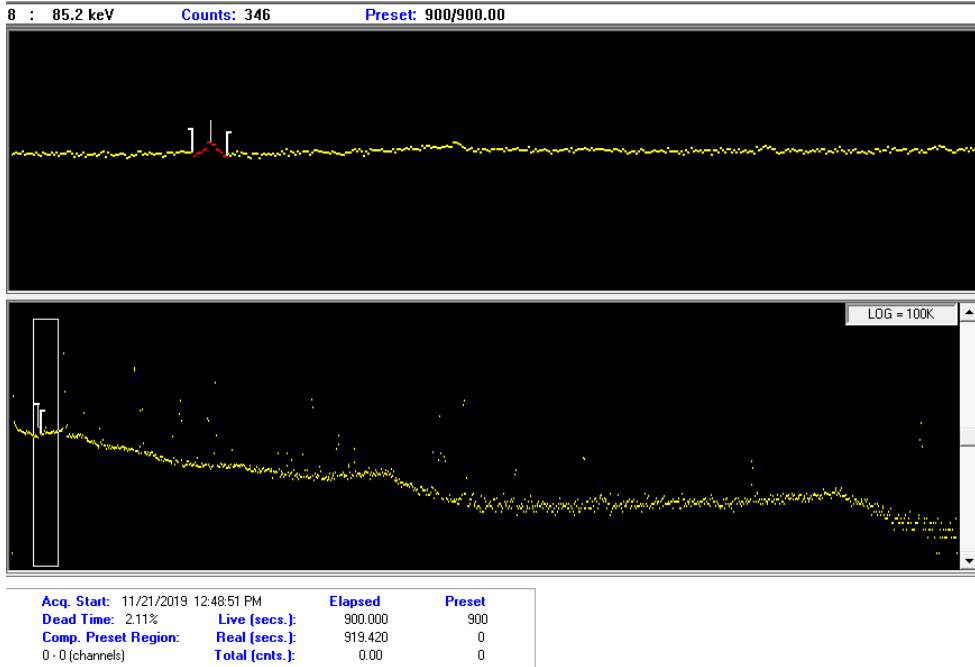 8 : 85.2 keV Counts: 346 Preset: 900/900.00
LOG = 100K
Acq. Start: 11/21/2019 12:48:51 PM Elapsed Preset
Dead Time: 2.11% Live (secs.): 900.000 900
Comp. Preset Region: Real (secs.): 919.420 0
0 - 0 (channels) Total (cnts.): 0.00 0